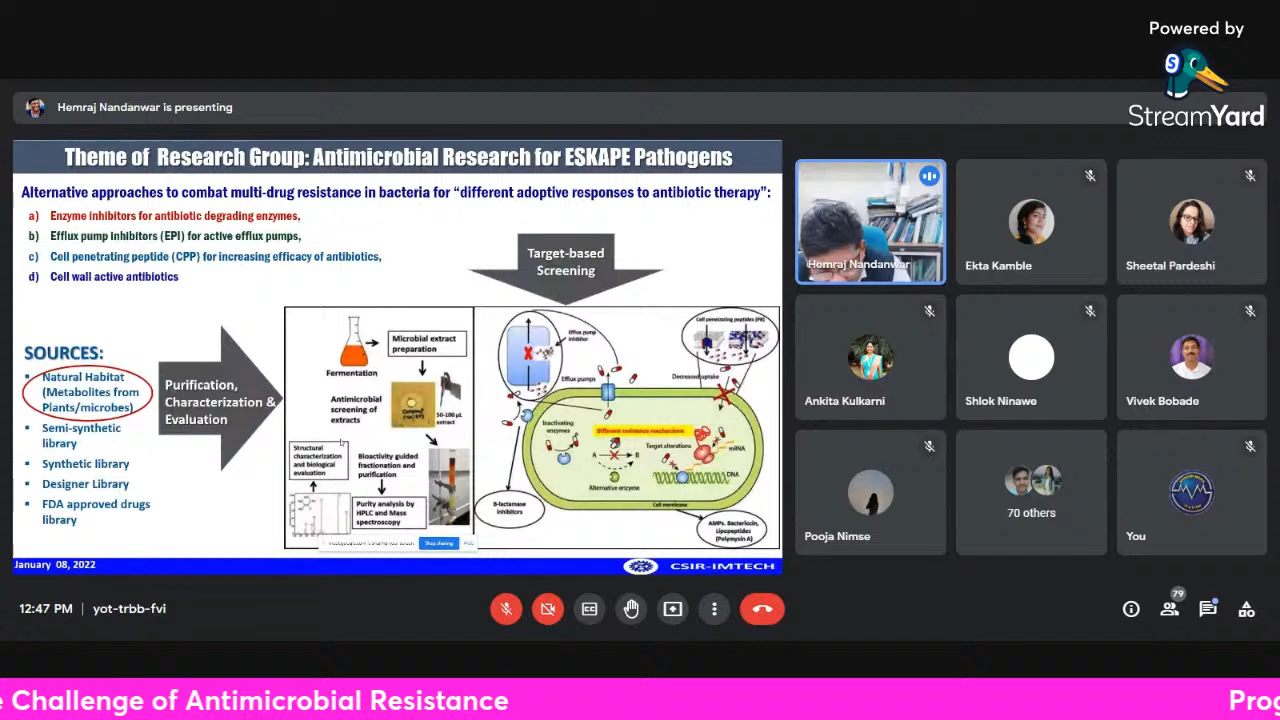 Powered by
S
StreamYard
Hemraj Nandanwar is presenting
Theme of Research Group: Antimicrobial Research for ESKAPE Pathogens
Alternative approaches to combat multi-drug resistance in bacteria for “different adoptive responses to antibiotic therapy”:
a) Enzyme inhibitors for antibiotic degrading enzymes,
b) Efflux pump inhibitors (EPI) for active efflux pumps,
c) Cell penetrating peptide (CPP) for increasing efficacy of antibiotics,
d) Cell wall active antibiotics
Target-based
Screening
SOURCES:
Natural Habitat
(Metabolites from
Plants/microbes)
Semi-synthetic
library
Synthetic library
Designer Library
FDA approved drugs
library
Purification,
Characterization &
Evaluation
Fermentation
Microbial extract
preparation
Antimicrobial
screening of
extracts
50-100 µL
extract
Structural
characterization
and biological
evaluation
Bioactivity guided
fractionation and
purification
Purity analysis by
HPLC and Mass
spectroscopy
Stop sharing
Efflux pump
inhibitor
Cell penetrating peptides
Efflux pumps
Decreased uptake
Inactivating
enzymes
Different resistance mechanisms
Target alterations
mRNA
A
B
DNA
Alternative enzyme
Cell membrane
B-lactamase
inhibitors
AMPs, Bacteriocin,
Lipopeptides
(Polymyxin A)
January 08, 2022
CSIR-IMTECH
Hemraj Nandanwar
Ekta Kamble
Sheetal Pardeshi
Ankita Kulkarni
Shlok Ninawe
Vivek Bobade
Pooja Nimse
70 others
You
12:47 PM | yot-trbb-fvi
79
e Challenge of Antimicrobial Resistance
Prog